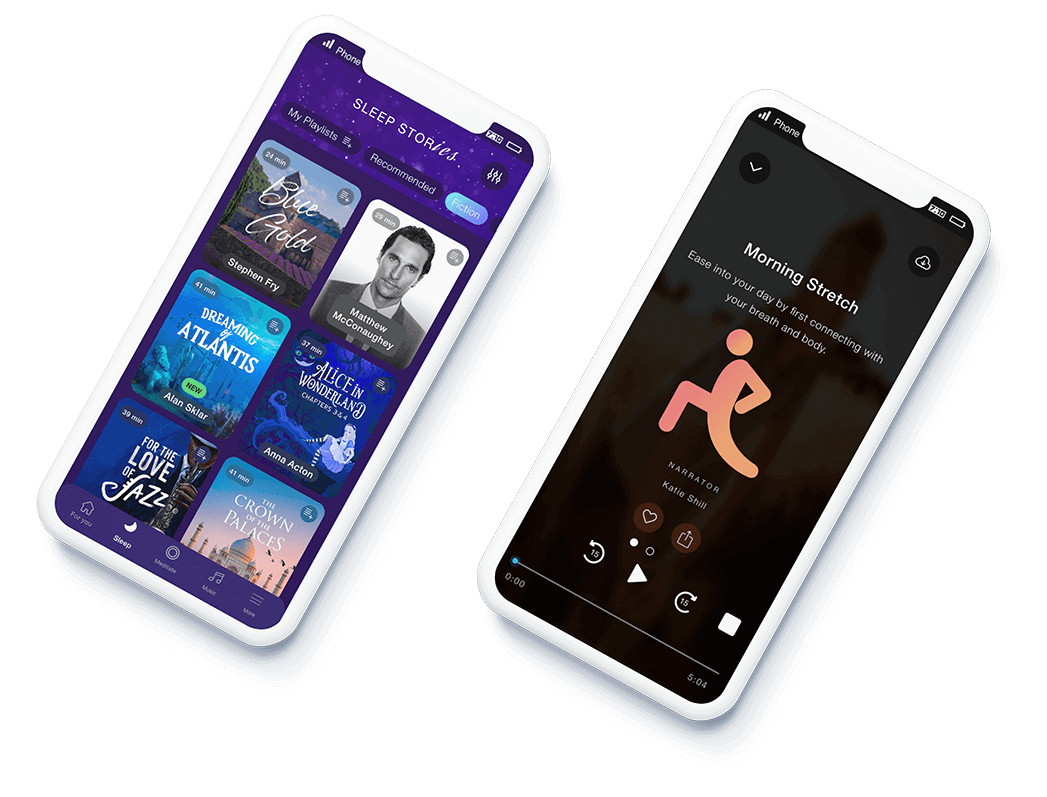 Phone
7:10
SLEEP STORies
My Playlists
Recommended
Fiction
24 min
Blue
Gold
Stephen Fry
29 min
Matthew
McConaughey
41 min
DREAMING
of
ATLANTIS
NEW
Alan Sklar
37 min
ALICE IN
WONDERLAND
CHAPTERS 3 & 4
Anna Acton
39 min
FOR THE
LOVE
OF
JAZZ
41 min
THE
CROWN
OF THE
PALACES
For you
Sleep
Meditate
Music
More
Phone
7:10
Morning Stretch
Ease into your day by first connecting with
your breath and body.
NARRATOR
Katie Shill
15
15
0:00
5:04